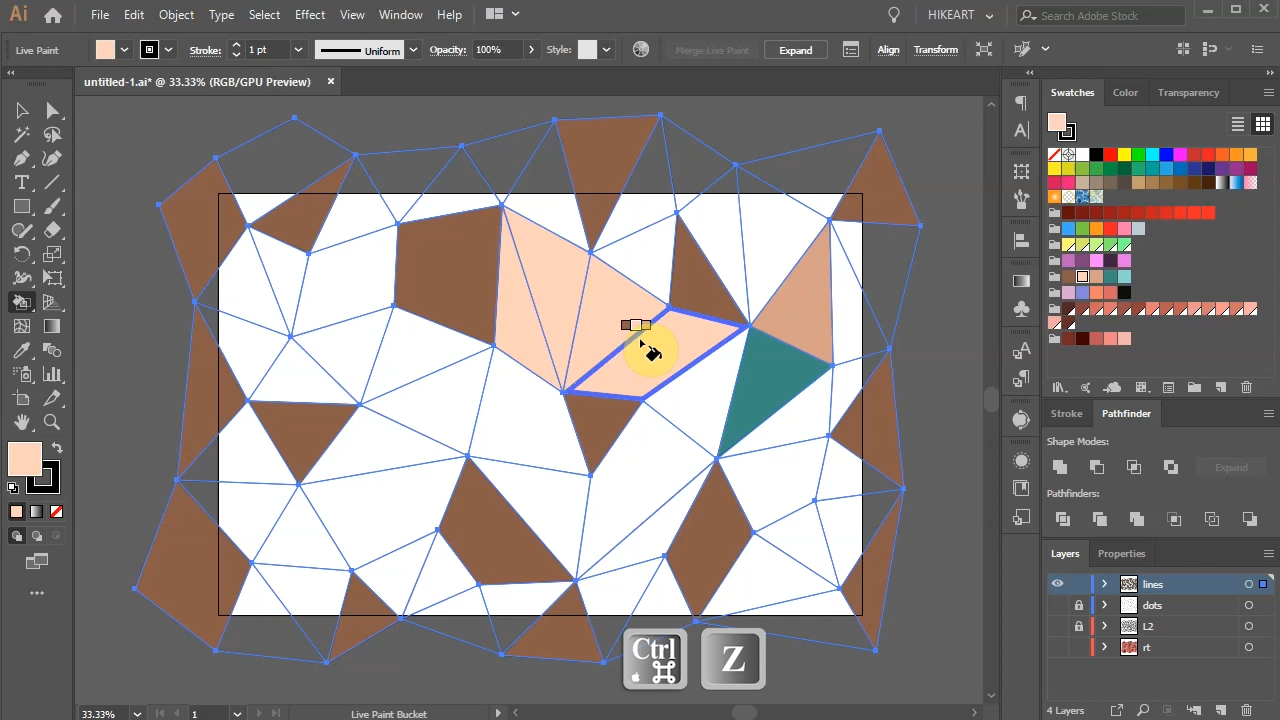 Ai File Edit Object Type Select Effect View Window Help HIKEART Search Adobe Stock
Live Paint Stroke: 1 pt Uniform Opacity: 100% Style: Merge Live Paint Expand Align Transform
untitled-1.ai* @ 33.33% (RGB/GPU Preview) ×
Swatches Color Transparency
Stroke Pathfinder
Shape Modes:
Expand
Pathfinders:
Layers Properties
lines
dots
L2
rt
Ctrl Z
33.33% 1 Live Paint Bucket 4 Layers